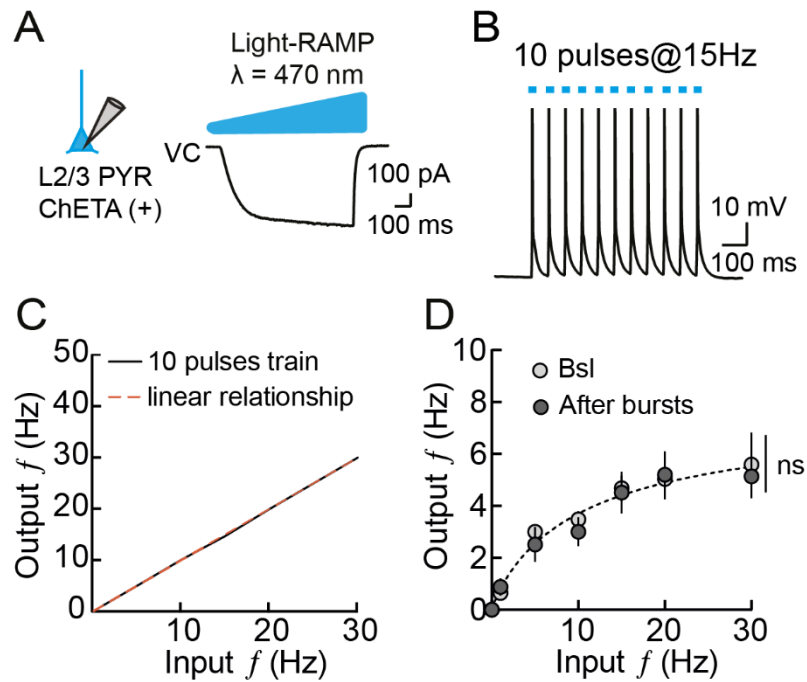 A
Light-RAMP
λ = 470 nm
VC
L2/3 PYR
ChETA (+)
100 pA
100 ms
B
10 pulses@15Hz
10 mV
100 ms
C
50
40
30
20
10
0
10 20 30
Output f (Hz)
Input f (Hz)
10 pulses train
linear relationship
D
10
8
6
4
2
0
10 20 30
Output f (Hz)
Input f (Hz)
Bsl
After bursts
ns